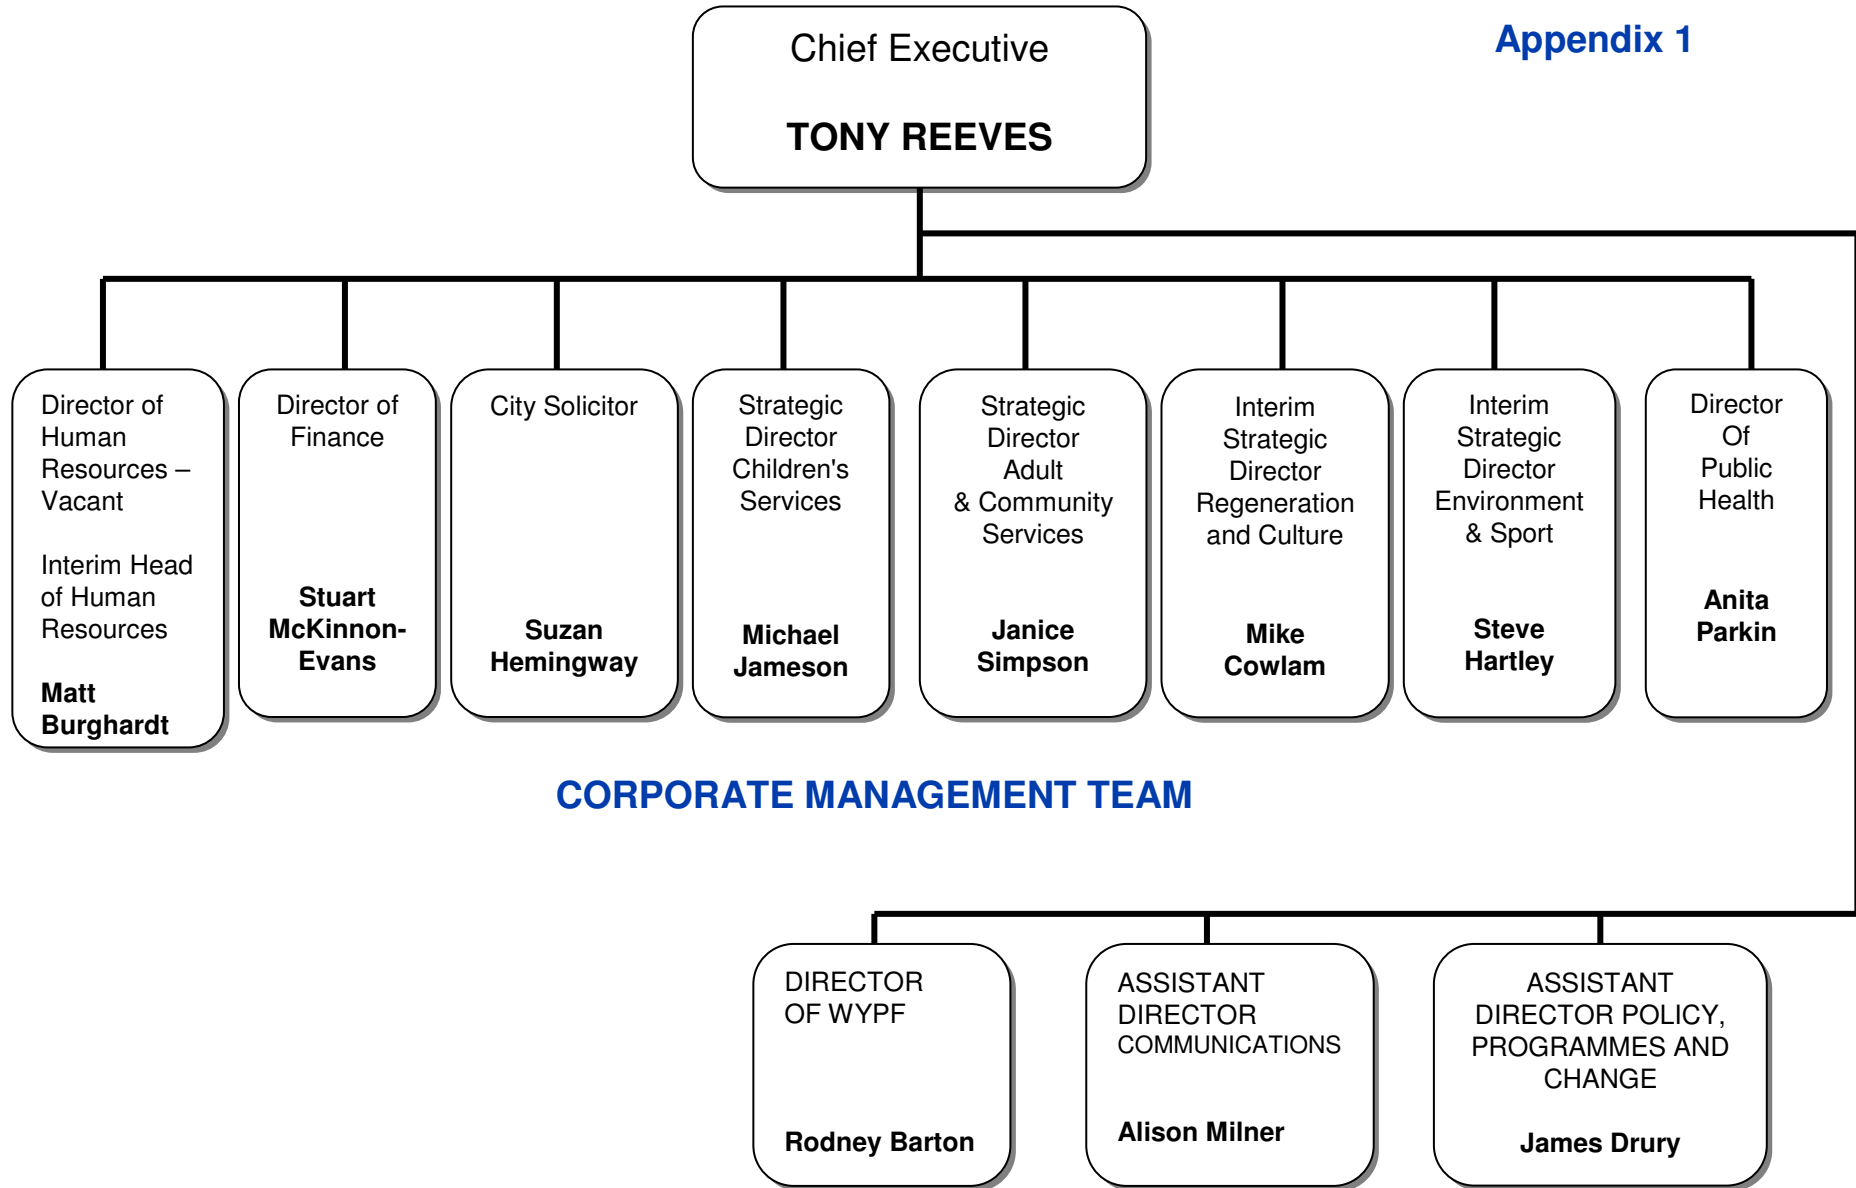 Chief Executive
TONY REEVES
Appendix 1
Director of
Human
Resources –
Vacant
Interim Head
of Human
Resources
Matt
Burghardt
Director of
Finance
Stuart
McKinnon-
Evans
City Solicitor
Suzan
Hemingway
Strategic
Director
Children's
Services
Michael
Jameson
Strategic
Director
Adult
& Community
Services
Janice
Simpson
Interim
Strategic
Director
Regeneration
and Culture
Mike
Cowlam
Interim
Strategic
Director
Environment
& Sport
Steve
Hartley
Director
Of
Public
Health
Anita
Parkin
CORPORATE MANAGEMENT TEAM
DIRECTOR
OF WYPF
Rodney Barton
ASSISTANT
DIRECTOR
COMMUNICATIONS
Alison Milner
ASSISTANT
DIRECTOR POLICY,
PROGRAMMES AND
CHANGE
James Drury